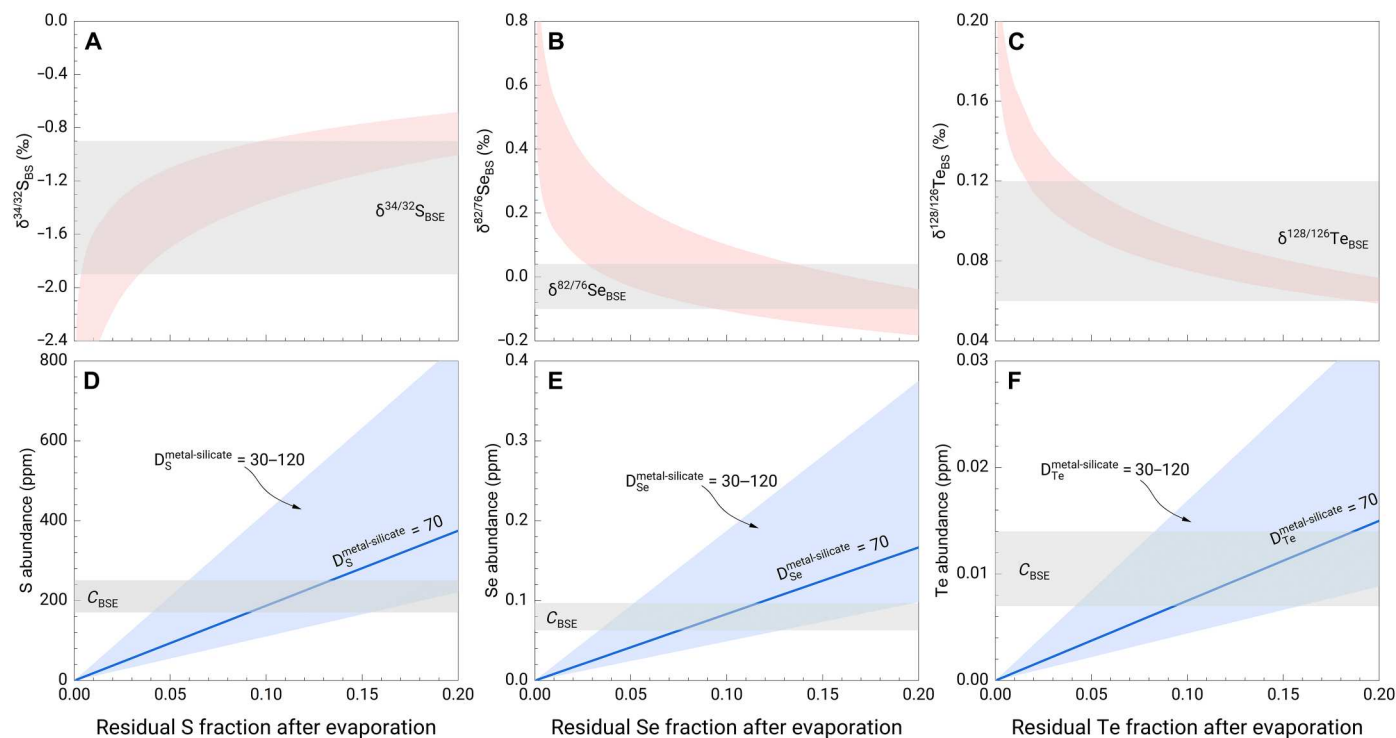 A
0.0
−0.4
−0.8
−1.2
−1.6
−2.0
−2.4
δ34/32SBS (‰)
δ34/32SBSE
B
0.8
0.6
0.4
0.2
0.0
−0.2
δ82/76SeBS (‰)
δ82/76SeBSE
C
0.20
0.16
0.12
0.08
0.04
δ128/126TeBS (‰)
δ128/126TeBSE
D
800
600
400
200
0
S abundance (ppm)
DSmetal-silicate = 30–120
DSmetal-silicate = 70
CBSE
0.00 0.05 0.10 0.15 0.20
Residual S fraction after evaporation
E
0.4
0.3
0.2
0.1
0.0
Se abundance (ppm)
DSemetal-silicate = 30–120
DSemetal-silicate = 70
CBSE
0.00 0.05 0.10 0.15 0.20
Residual Se fraction after evaporation
F
0.03
0.02
0.01
0.00
Te abundance (ppm)
DTemetal-silicate = 30–120
DTemetal-silicate = 70
CBSE
0.00 0.05 0.10 0.15 0.20
Residual Te fraction after evaporation